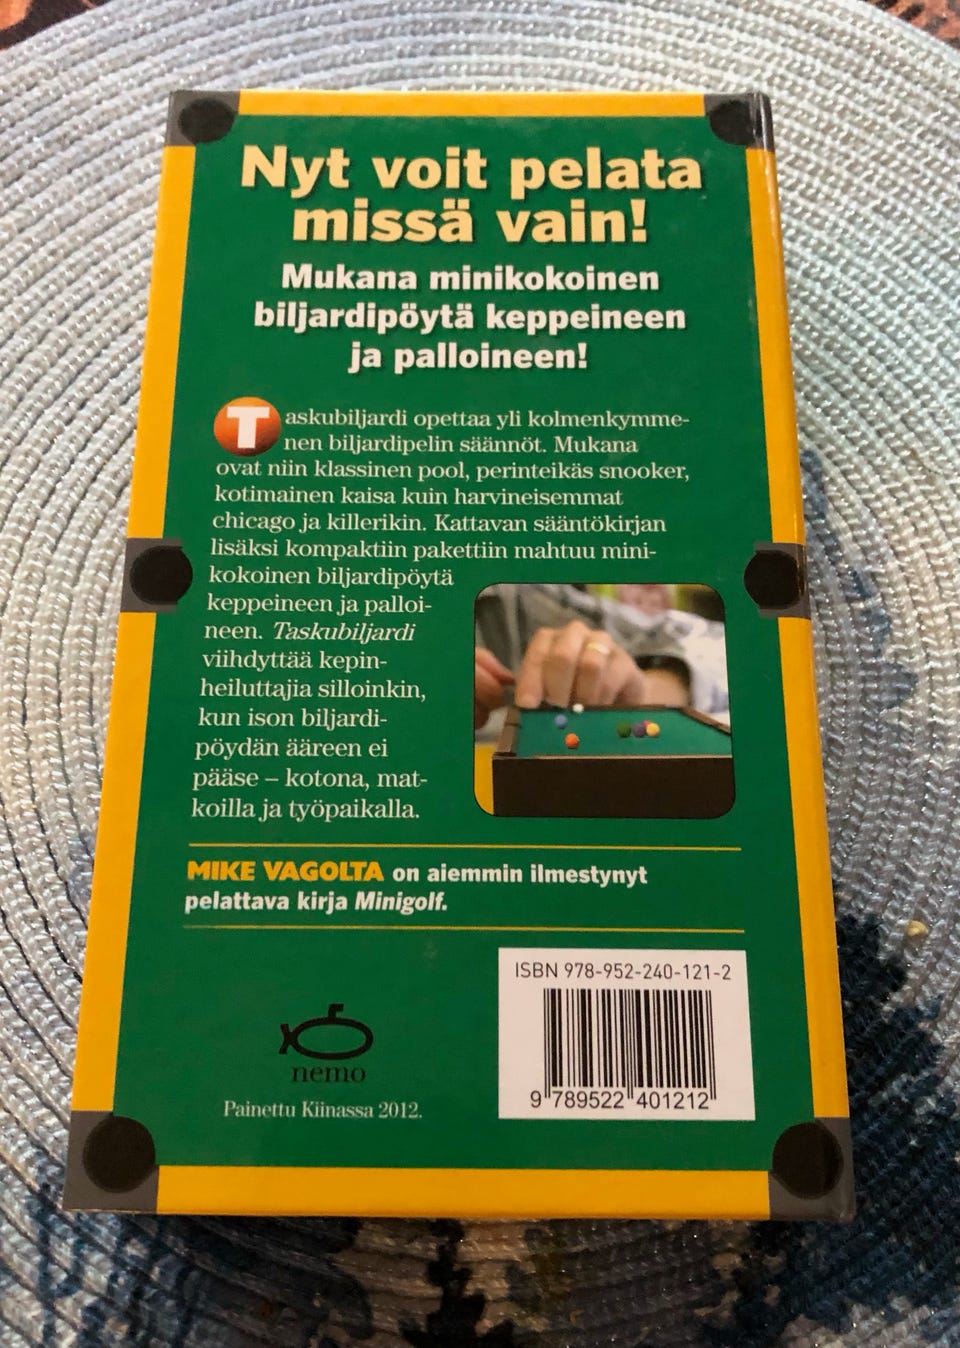 Nyt voit pelata
missä vain!
Mukana minikokoinen
biljardipöytä keppeineen
ja palloineen!
Taskubiljardi opettaa yli kolmenkymme-
nen biljardipelin säännöt. Mukana
ovat niin klassinen pool, perinteikäs snooker,
kotimainen kaisa kuin harvineisemmat
chicago ja killerikin. Kattavan sääntökirjan
lisäksi kompaktiin pakettiin mahtuu mini-
kokoinen biljardipöytä
keppeineen ja palloi-
neen. Taskubiljardi
viihdyttää kepin-
heiluttajia silloinkin,
kun ison biljardi-
pöydän ääreen ei
pääse – kotona, mat-
koilla ja työpaikalla.
MIKE VAGOLTA on aiemmin ilmestynyt
pelattava kirja Minigolf.
ISBN 978-952-240-121-2
9 789522 401212
nemo
Painettu Kiinassa 2012.